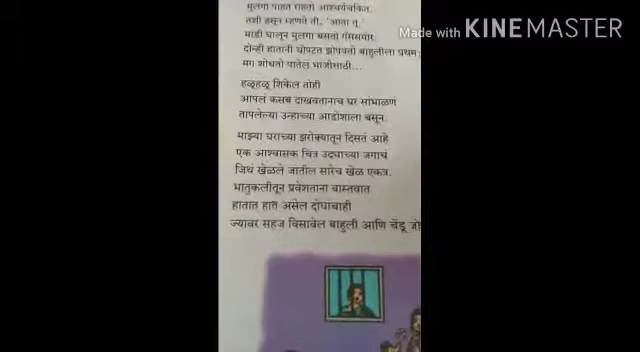 मुलगा पाहत राहतो आश्चर्यचकित.
तशी हसून म्हणते ती, 'आता तू.'
मांडी घालून मुलगा बसतो गॅससमोर
दोन्ही हातांनी थोपटत झोपवतो बाहुलीला प्रथम;
मग शोधतो पातेलं भाजीसाठी...
हळूहळू शिकेल तोही
आपलं कसब दाखवतानाच घर सांभाळणं
तापलेल्या उन्हाच्या आडोशाला बसून.
माझ्या घराच्या झरोक्यातून दिसतं आहे
एक आश्वासक चित्र उद्याच्या जगाचं
जिथं खेळले जातील सारेच खेळ एकत्र.
भातुकलीतून प्रवेशताना वास्तवात
हातात हात असेल दोघांचाही
ज्यावर सहज विसावेल बाहुली आणि चेंडू जो
Made with KINEMASTER